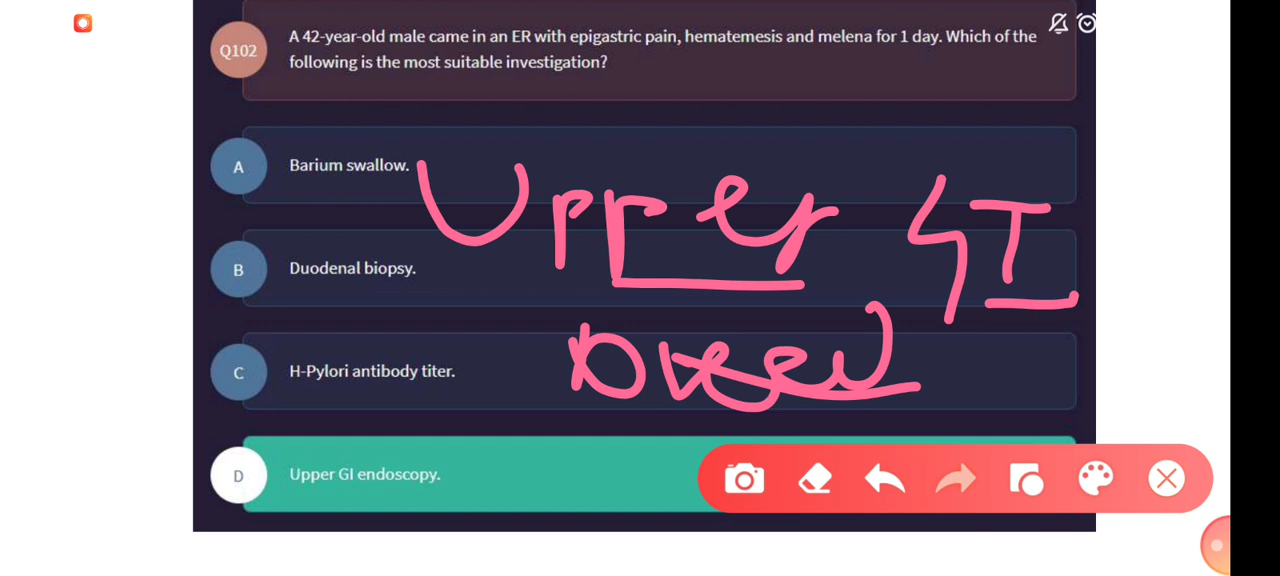 Q102
A 42-year-old male came in an ER with epigastric pain, hematemesis and melena for 1 day. Which of the
following is the most suitable investigation?
A
Barium swallow.
Upper GI
B
Duodenal biopsy.
C
H-Pylori antibody titer.
D
Upper GI endoscopy.